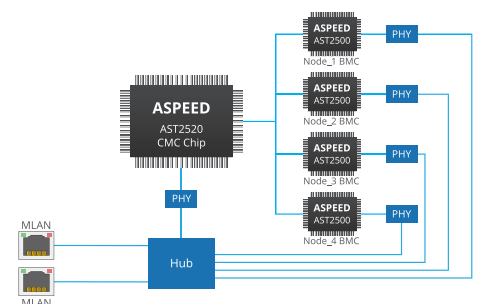 ASPEED
AST2500
PHY
Node_1 BMC
ASPEED
AST2500
PHY
Node_2 BMC
ASPEED
AST2520
CMC Chip
ASPEED
AST2500
PHY
Node_3 BMC
PHY
ASPEED
AST2500
PHY
Node_4 BMC
MLAN
Hub
MLAN